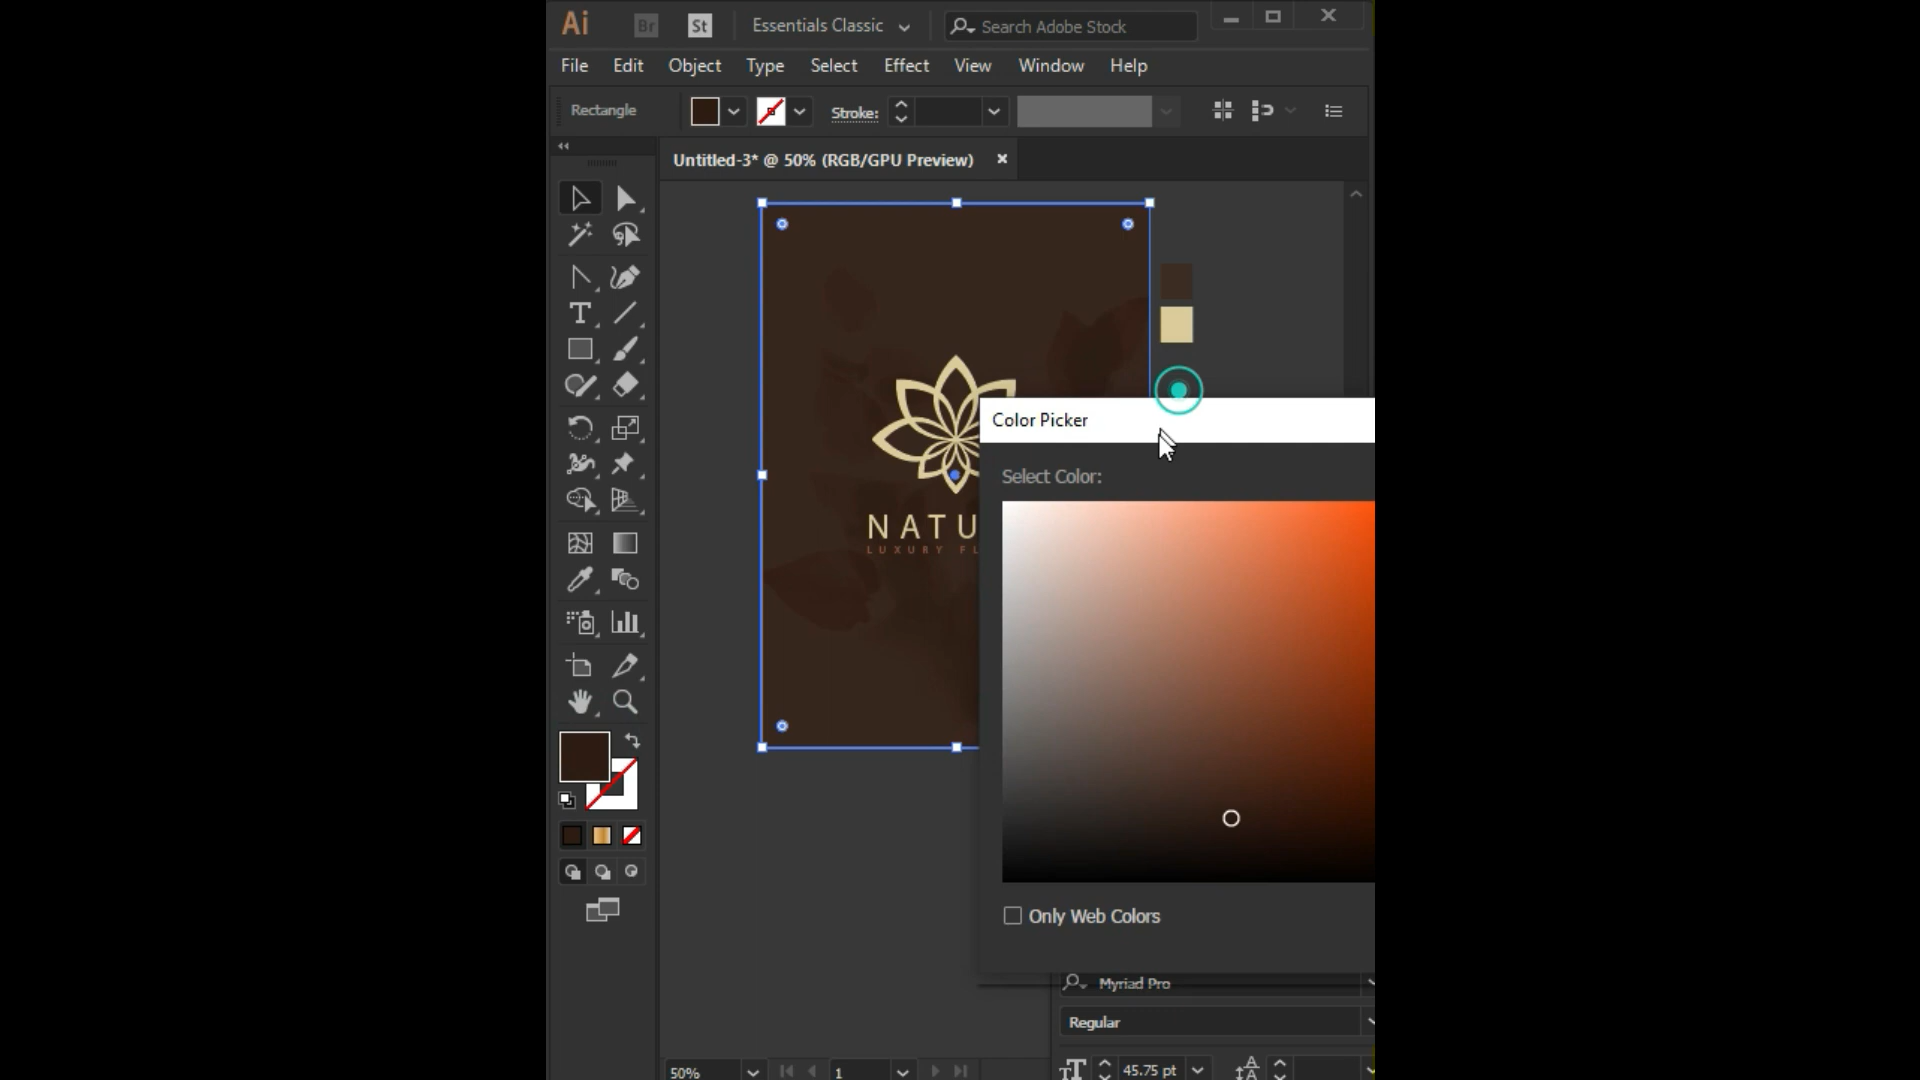 Ai Br St Essentials Classic Search Adobe Stock
File Edit Object Type Select Effect View Window Help
Rectangle Stroke:
Untitled-3* @ 50% (RGB/GPU Preview)
Color Picker
Select Color:
NATU
LUXURY FL
Only Web Colors
Myriad Pro
Regular
50% 1 45.75 pt